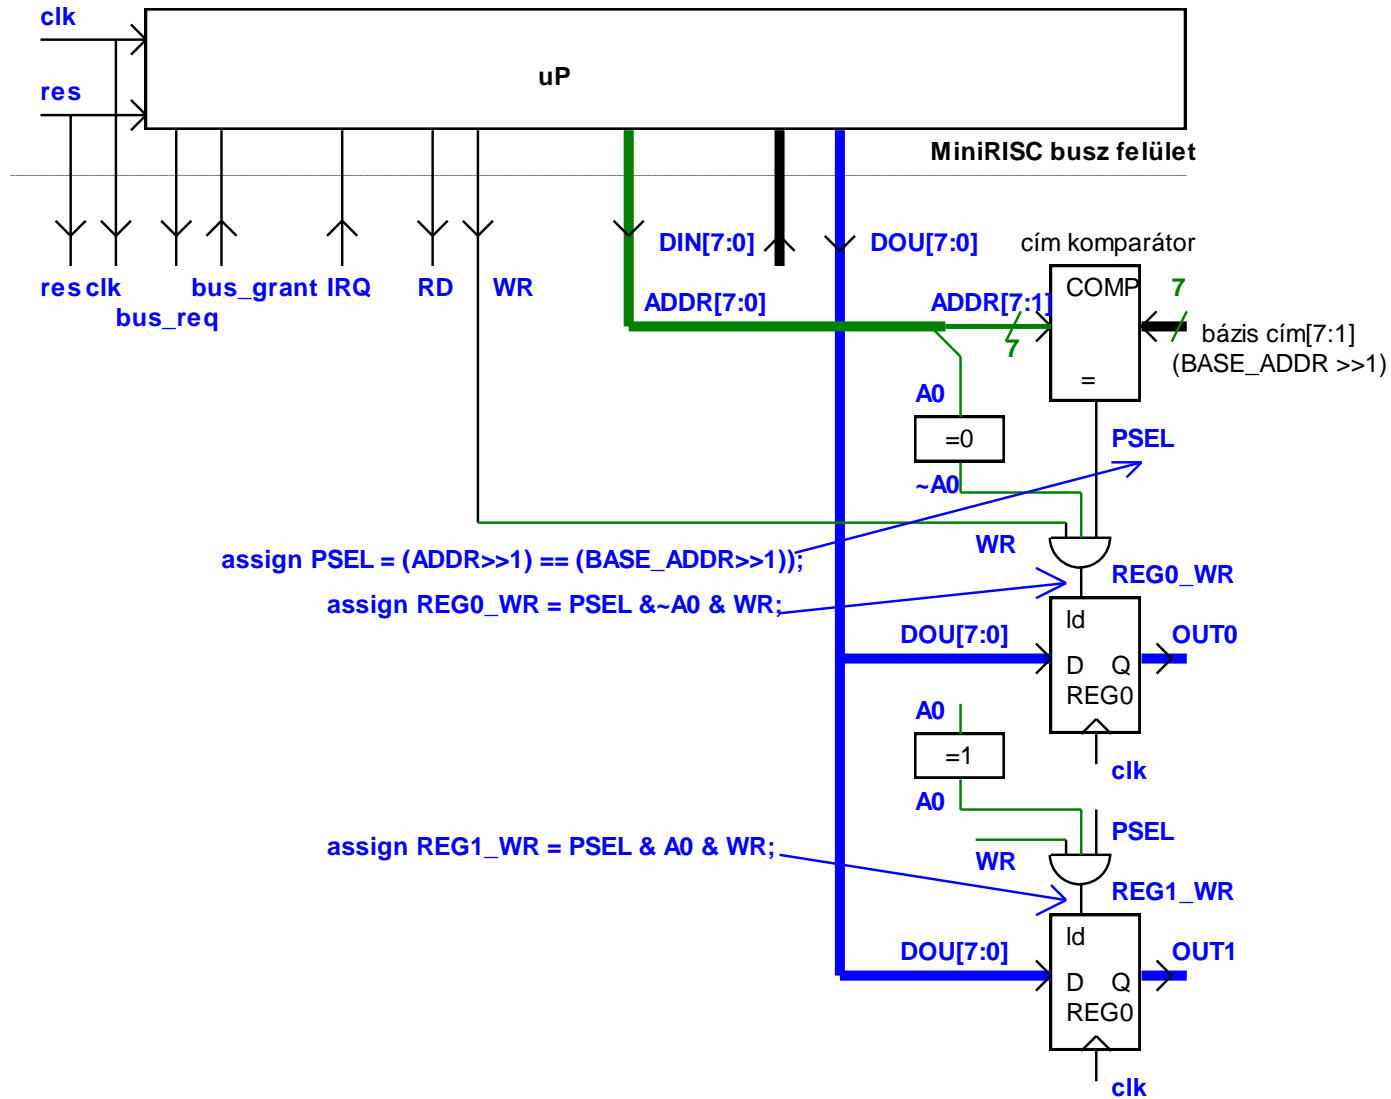 clk
uP
res
MiniRISC busz felület
DIN[7:0]
DOU[7:0]
cím komparátor
res clk
bus_req
bus_grant
IRQ
RD
WR
ADDR[7:0]
ADDR[7:1]
7
COMP
=
7
bázis cím[7:1]
(BASE_ADDR >>1)
A0
=0
~A0
PSEL
WR
assign PSEL = (ADDR>>1) == (BASE_ADDR>>1));
REG0_WR
assign REG0_WR = PSEL &~A0 & WR;
DOU[7:0]
ld
D Q
REG0
OUT0
clk
A0
=1
A0
PSEL
WR
assign REG1_WR = PSEL & A0 & WR;
REG1_WR
DOU[7:0]
ld
D Q
REG0
OUT1
clk